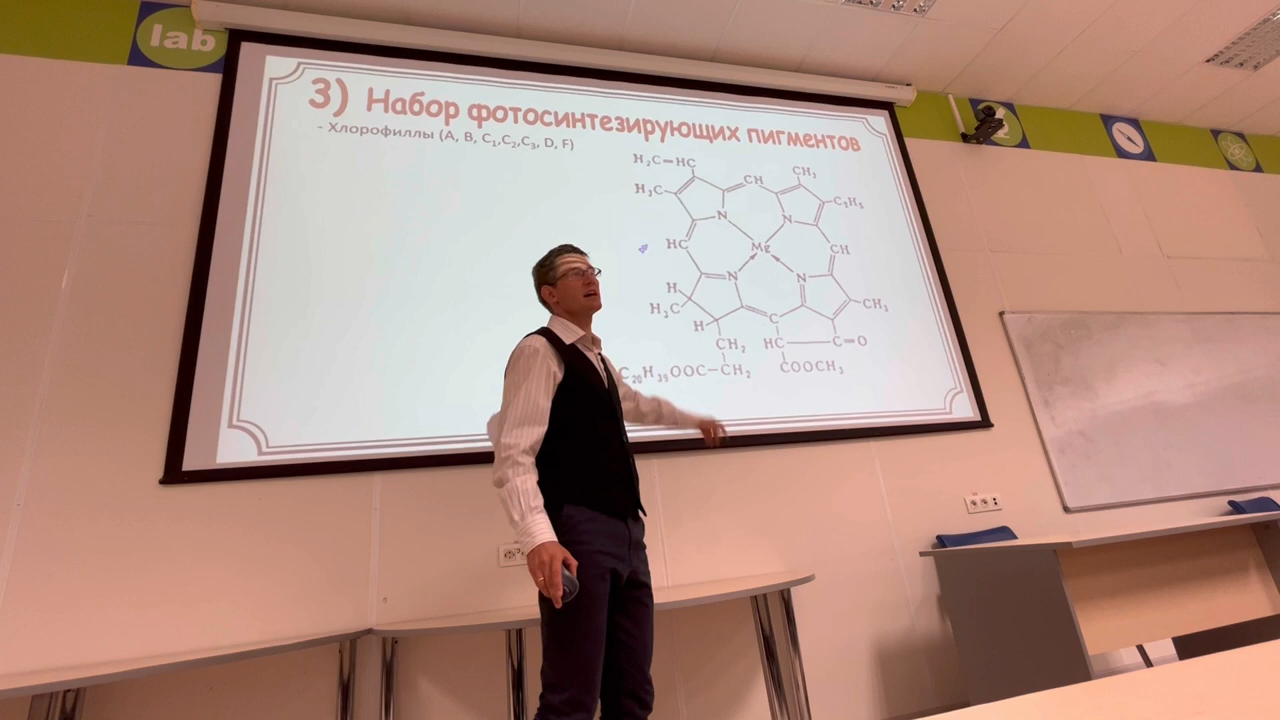 lab
3) Набор фотосинтезирующих пигментов
- Хлорофиллы (A, B, C₁,C₂,C₃, D, F)
H₂C=HC
CH
CH₃
H₃C
C₂H₅
N
N
HC
Mg
CH
N
N
H
H₃C
CH₃
H
C
CH₂
HC
C=O
C₂₀H₃₉OOC-CH₂
COOCH₃